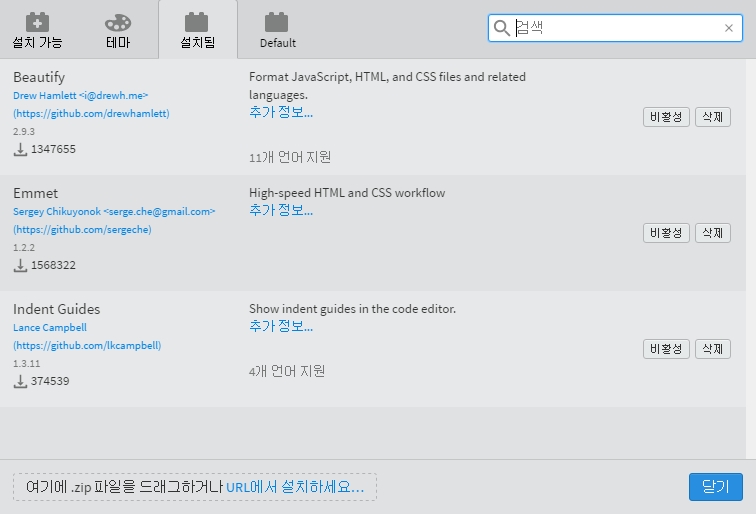 설치 가능
테마
설치됨
Default
검색
Beautify
Drew Hamlett <i@drewh.me>
(https://github.com/drewhamlett)
2.9.3
1347655
Format JavaScript, HTML, and CSS files and related
languages.
추가 정보...
11개 언어 지원
비활성
삭제
Emmet
Sergey Chikuyonok <serge.che@gmail.com>
(https://github.com/sergeche)
1.2.2
1568322
High-speed HTML and CSS workflow
추가 정보...
비활성
삭제
Indent Guides
Lance Campbell
(https://github.com/lkcampbell)
1.3.11
374539
Show indent guides in the code editor.
추가 정보...
4개 언어 지원
비활성
삭제
여기에 .zip 파일을 드래그하거나 URL에서 설치하세요...
닫기